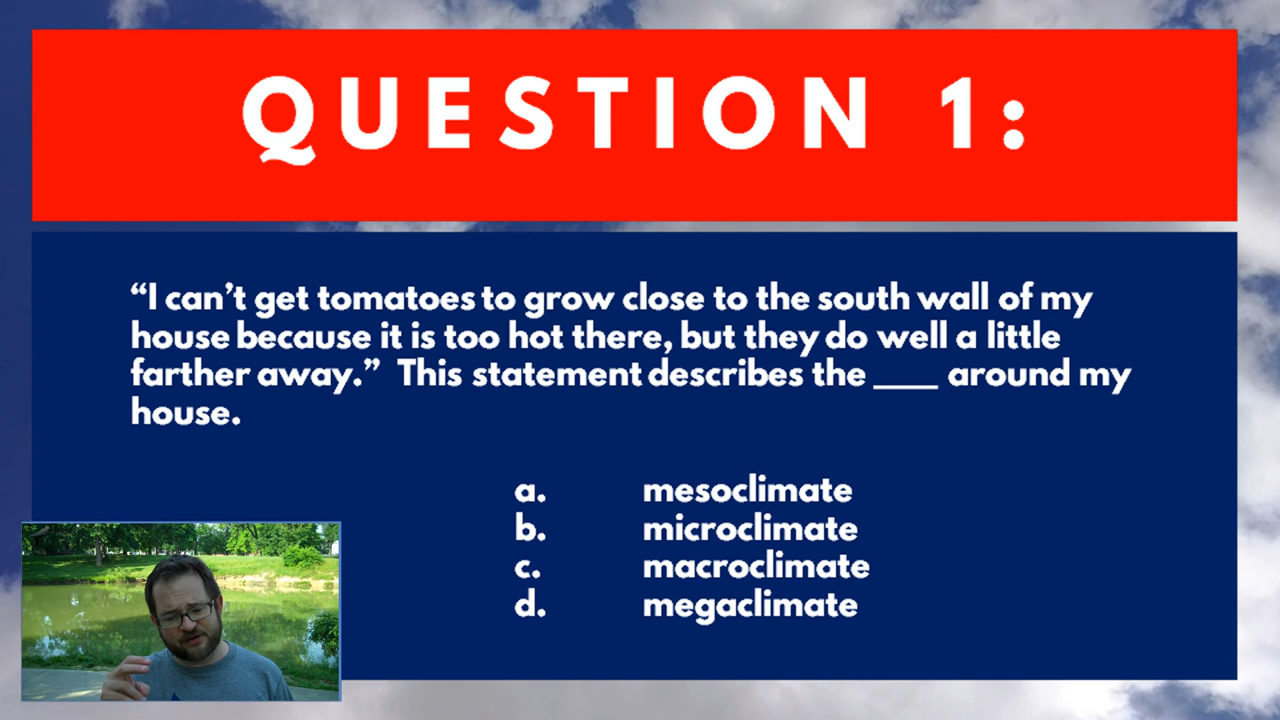 QUESTION 1:
“I can’t get tomatoes to grow close to the south wall of my
house because it is too hot there, but they do well a little
farther away.” This statement describes the ____ around my
house.
a. mesoclimate
b. microclimate
c. macroclimate
d. megaclimate